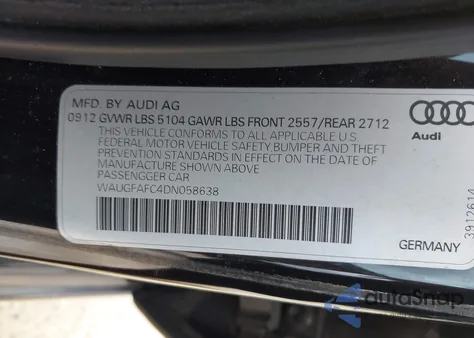 MFD. BY AUDI AG
0912 GVWR LBS 5104 GAWR LBS FRONT 2557/REAR 2712
THIS VEHICLE CONFORMS TO ALL APPLICABLE U.S.
FEDERAL MOTOR VEHICLE SAFETY, BUMPER AND THEFT
PREVENTION STANDARDS IN EFFECT ON THE DATE OF
MANUFACTURE SHOWN ABOVE
PASSENGER CAR
WAUGFAFC4DN058638
Audi
3912614
GERMANY
autoSnap